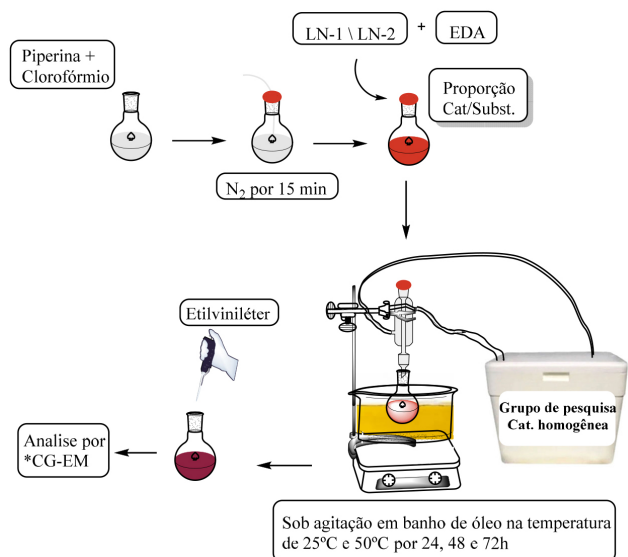 Piperina +
Clorofórmio
LN-1 \ LN-2 + EDA
Proporção
Cat/Subst.
N2 por 15 min
Etilviniléter
Grupo de pesquisa
Cat. homogênea
Analise por
*CG-EM
Sob agitação em banho de óleo na temperatura
de 25ºC e 50ºC por 24, 48 e 72h